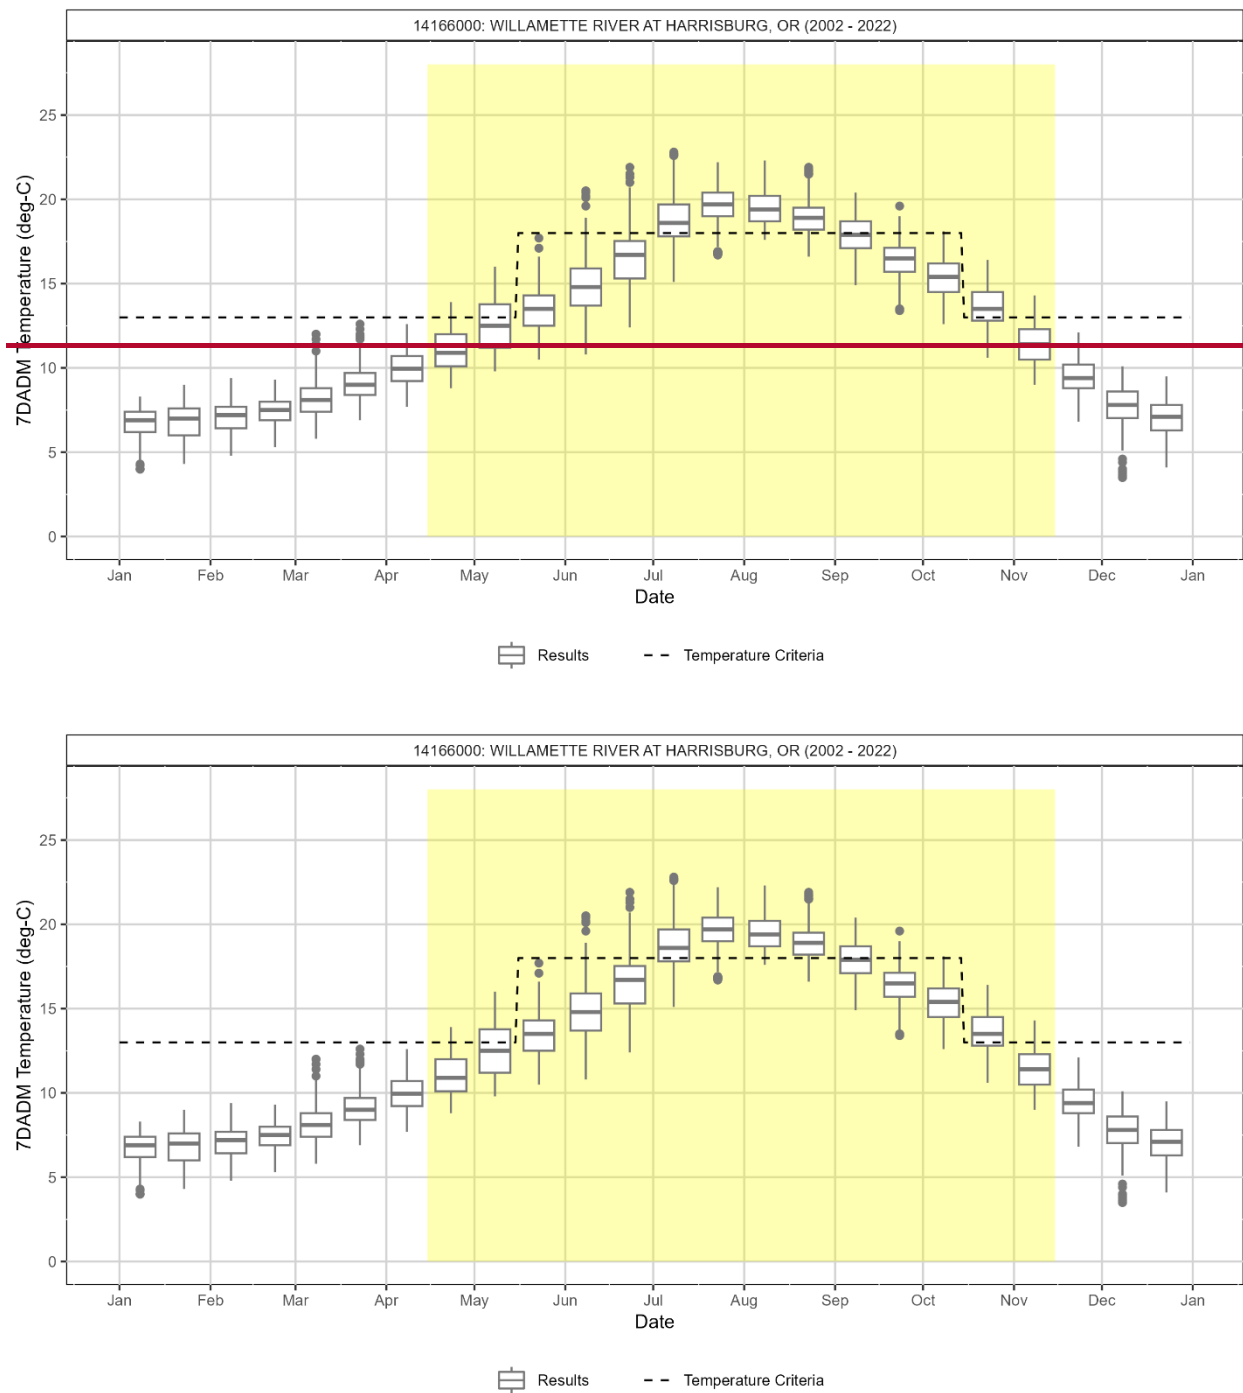 14166000: WILLAMETTE RIVER AT HARRISBURG, OR (2002 - 2022)
25
20
15
10
5
0
7DADM Temperature (deg-C)
Jan Feb Mar Apr May Jun Jul Aug Sep Oct Nov Dec Jan
Date
Results Temperature Criteria
14166000: WILLAMETTE RIVER AT HARRISBURG, OR (2002 - 2022)
25
20
15
10
5
0
7DADM Temperature (deg-C)
Jan Feb Mar Apr May Jun Jul Aug Sep Oct Nov Dec Jan
Date
Results Temperature Criteria